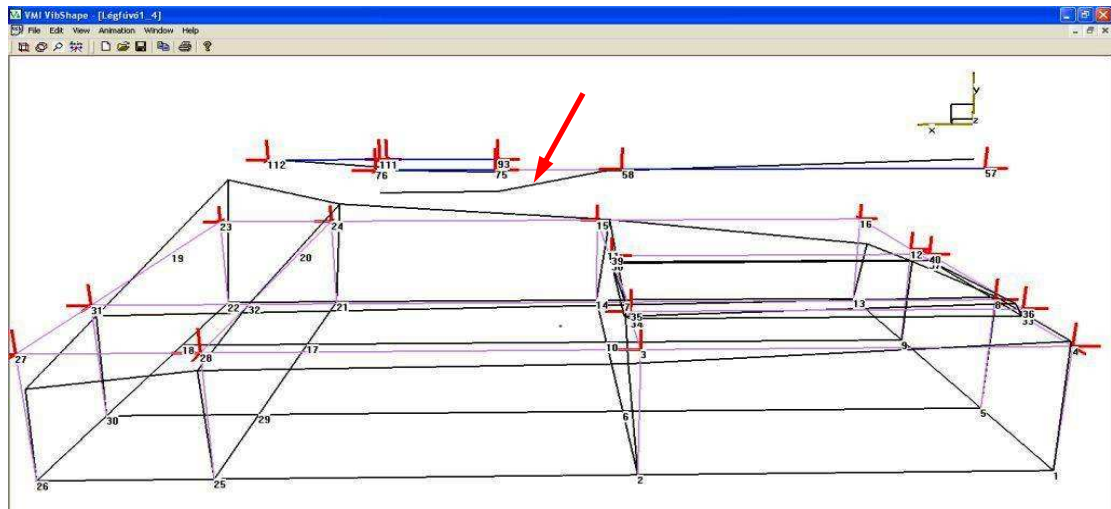 VMI VibShape - [Légfúvó1_4]
File Edit View Animation Window Help
y
x z
112 111 93
76 75 58 57
23 24 15 16
19 20 39 12 40
31 22 32 21 14 7 13 8
35 36
34 33
27 18 28 17 10 3 9 4
30 29 6 5
26 25 2 1